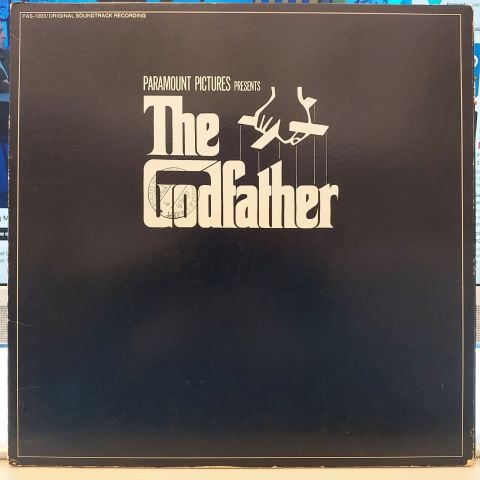 PAS-1003/ORIGINAL SOUNDTRACK RECORDING
PARAMOUNT PICTURES PRESENTS
The
Godfather